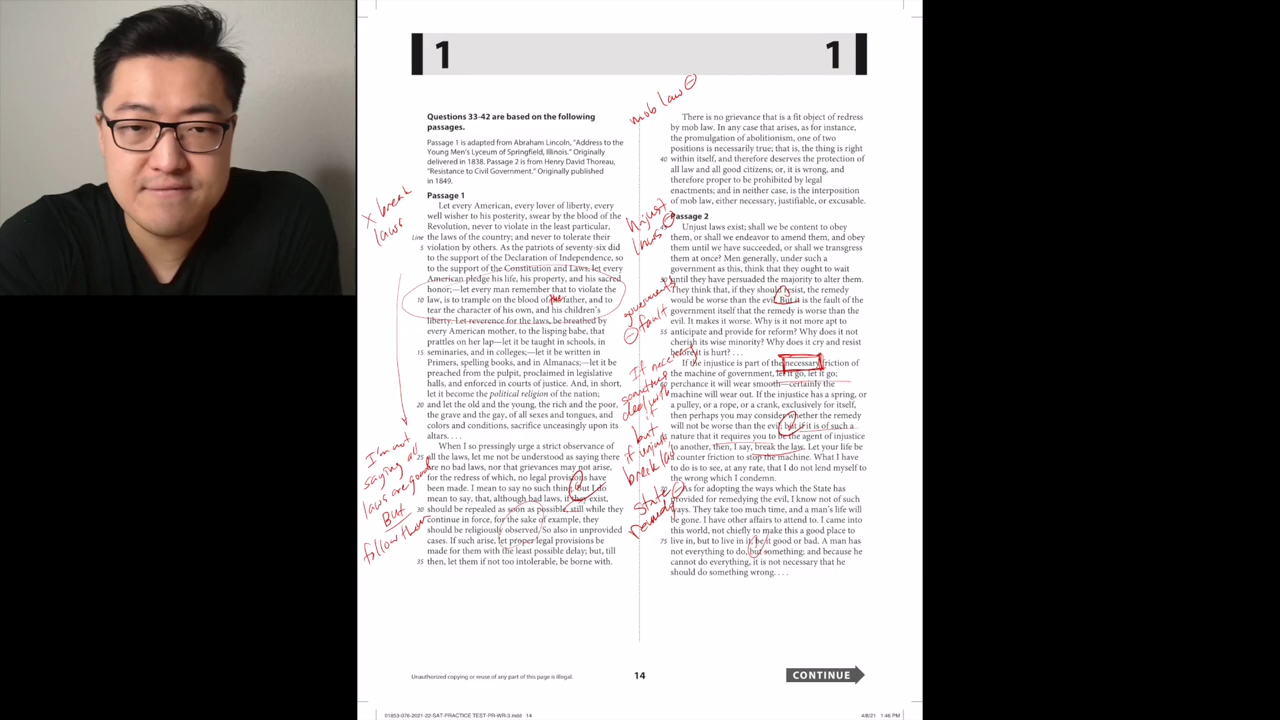 1
1
Questions 33-42 are based on the following
passages.
Passage 1 is adapted from Abraham Lincoln, "Address to the
Young Men's Lyceum of Springfield, Illinois." Originally
delivered in 1838. Passage 2 is from Henry David Thoreau,
"Resistance to Civil Government." Originally published
in 1849.
Passage 1
Let every American, every lover of liberty, every
well wisher to his posterity, swear by the blood of the
Revolution, never to violate in the least particular,
Line the laws of the country; and never to tolerate their
5 violation by others. As the patriots of seventy-six did
to the support of the Declaration of Independence, so
to the support of the Constitution and Laws, let every
American pledge his life, his property, and his sacred
honor;—let every man remember that to violate the
10 law, is to trample on the blood of his father, and to
tear the character of his own, and his children's
liberty. Let reverence for the laws, be breathed by
every American mother, to the lisping babe, that
prattles on her lap—let it be taught in schools, in
15 seminaries, and in colleges;—let it be written in
Primers, spelling books, and in Almanacs;—let it be
preached from the pulpit, proclaimed in legislative
halls, and enforced in courts of justice. And, in short,
let it become the political religion of the nation;
20 and let the old and the young, the rich and the poor,
the grave and the gay, of all sexes and tongues, and
colors and conditions, sacrifice unceasingly upon its
altars. . . .
When I so pressingly urge a strict observance of
25 all the laws, let me not be understood as saying there
are no bad laws, nor that grievances may not arise,
for the redress of which, no legal provisions have
been made. I mean to say no such thing. But I do
mean to say, that, although bad laws, if they exist,
30 should be repealed as soon as possible, still while they
continue in force, for the sake of example, they
should be religiously observed. So also in unprovided
cases. If such arise, let proper legal provisions be
made for them with the least possible delay; but, till
35 then, let them if not too intolerable, be borne with.
x break
laws
I'm not
saying all
laws are good
But
follow them
There is no grievance that is a fit object of redress
by mob law. In any case that arises, as for instance,
the promulgation of abolitionism, one of two
positions is necessarily true; that is, the thing is right
40 within itself, and therefore deserves the protection of
all law and all good citizens; or, it is wrong, and
therefore proper to be prohibited by legal
enactments; and in neither case, is the interposition
of mob law, either necessary, justifiable, or excusable.
Passage 2
Unjust laws exist; shall we be content to obey
them, or shall we endeavor to amend them, and obey
them until we have succeeded, or shall we transgress
them at once? Men generally, under such a
government as this, think that they ought to wait
50 until they have persuaded the majority to alter them.
They think that, if they should resist, the remedy
would be worse than the evil. But it is the fault of the
government itself that the remedy is worse than the
evil. It makes it worse. Why is it not more apt to
55 anticipate and provide for reform? Why does it not
cherish its wise minority? Why does it cry and resist
before it is hurt? . . .
If the injustice is part of the necessary friction of
the machine of government, let it go, let it go;
60 perchance it will wear smooth—certainly the
machine will wear out. If the injustice has a spring, or
a pulley, or a rope, or a crank, exclusively for itself,
then perhaps you may consider whether the remedy
will not be worse than the evil; but if it is of such a
nature that it requires you to be the agent of injustice
to another, then, I say, break the law. Let your life be
a counter friction to stop the machine. What I have
to do is to see, at any rate, that I do not lend myself to
the wrong which I condemn.
70 As for adopting the ways which the State has
provided for remedying the evil, I know not of such
ways. They take too much time, and a man's life will
be gone. I have other affairs to attend to. I came into
this world, not chiefly to make this a good place to
75 live in, but to live in it, be it good or bad. A man has
not everything to do, but something; and because he
cannot do everything, it is not necessary that he
should do something wrong. . . .
mob law
Unjust
laws
governments
fault
If necessary
something
deal with
it
but
if unjust
break law
State
remedy
Unauthorized copying or reuse of any part of this page is illegal.
14
CONTINUE
01853-076-2021-22-SAT-PRACTICE TEST-PR-WR-3.indd 14
4/8/21 1:46 PM